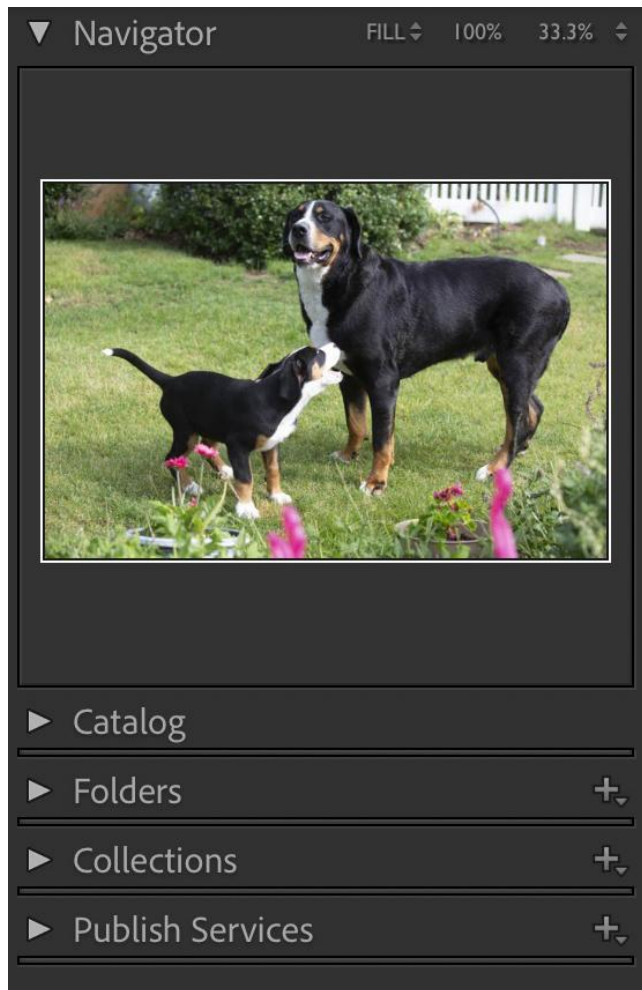 Navigator FILL 100% 33.3%
Catalog
Folders
Collections
Publish Services